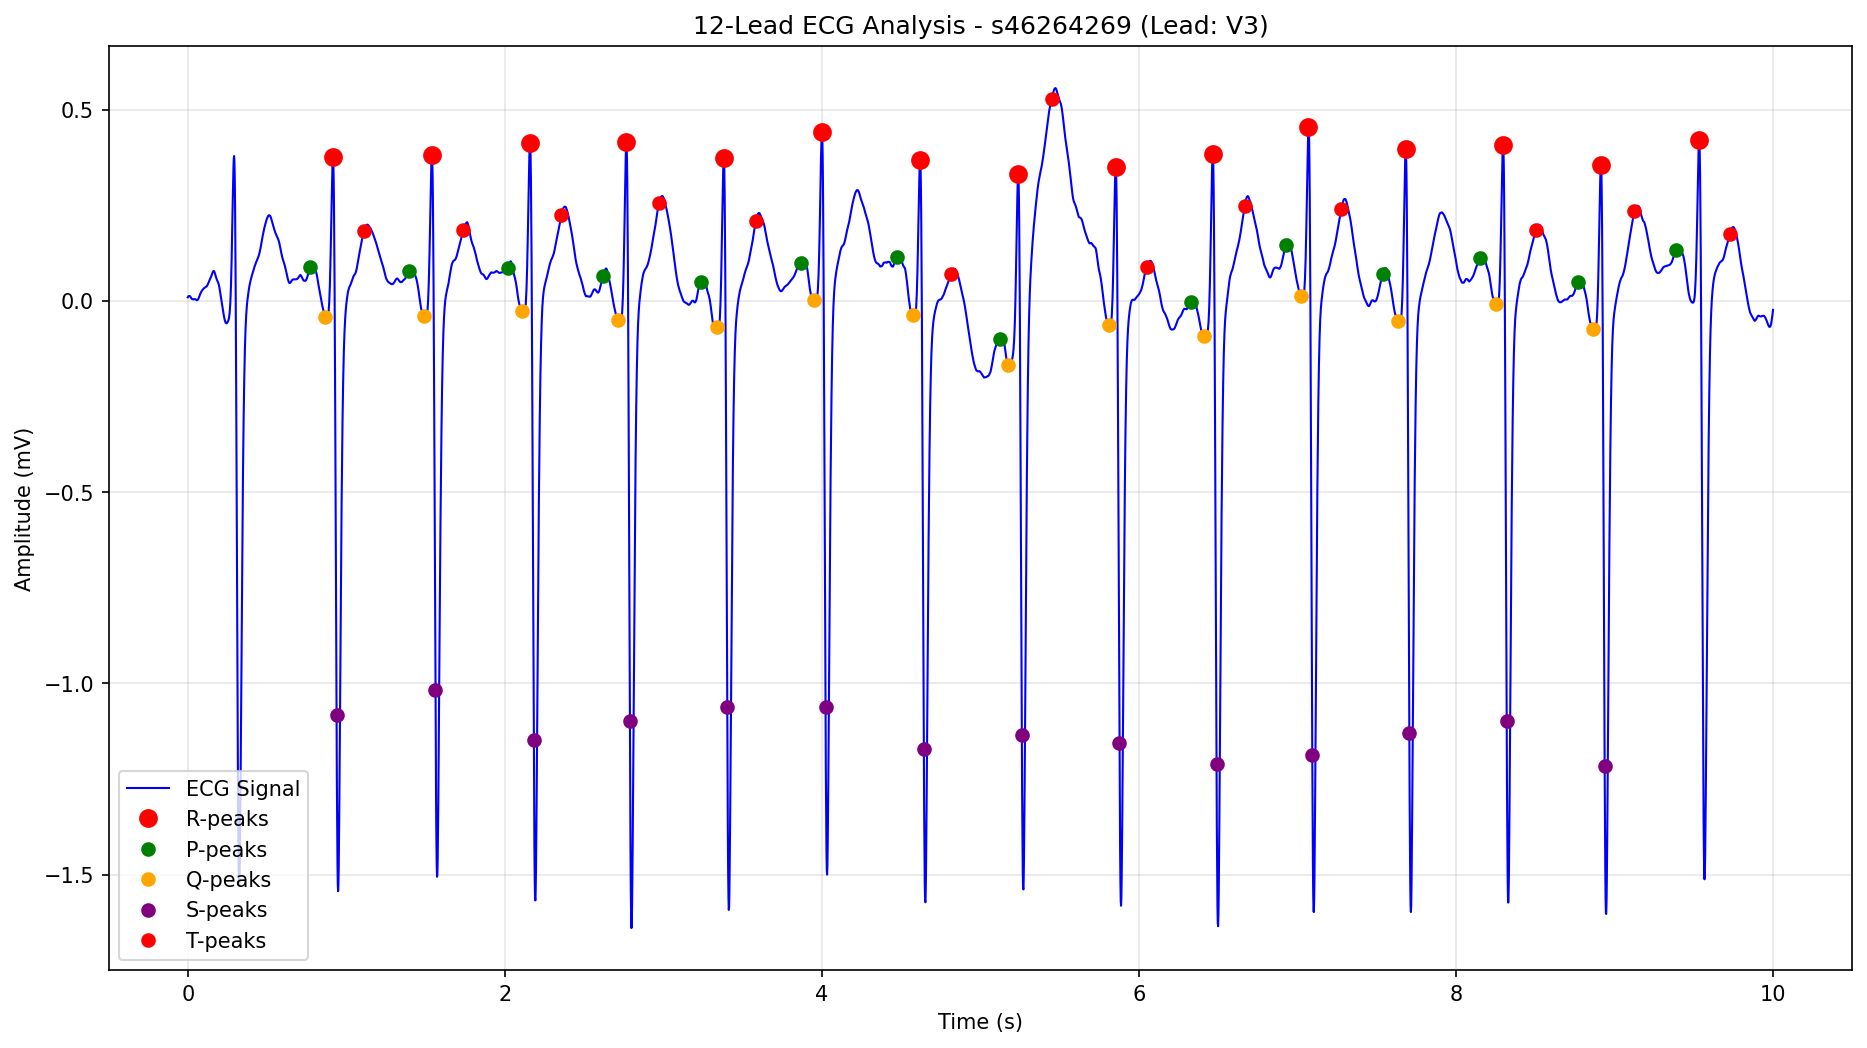 12-Lead ECG Analysis - s46264269 (Lead: V3)
Amplitude (mV)
0.5
0.0
−0.5
−1.0
−1.5
ECG Signal
R-peaks
P-peaks
Q-peaks
S-peaks
T-peaks
0 2 4 6 8 10
Time (s)